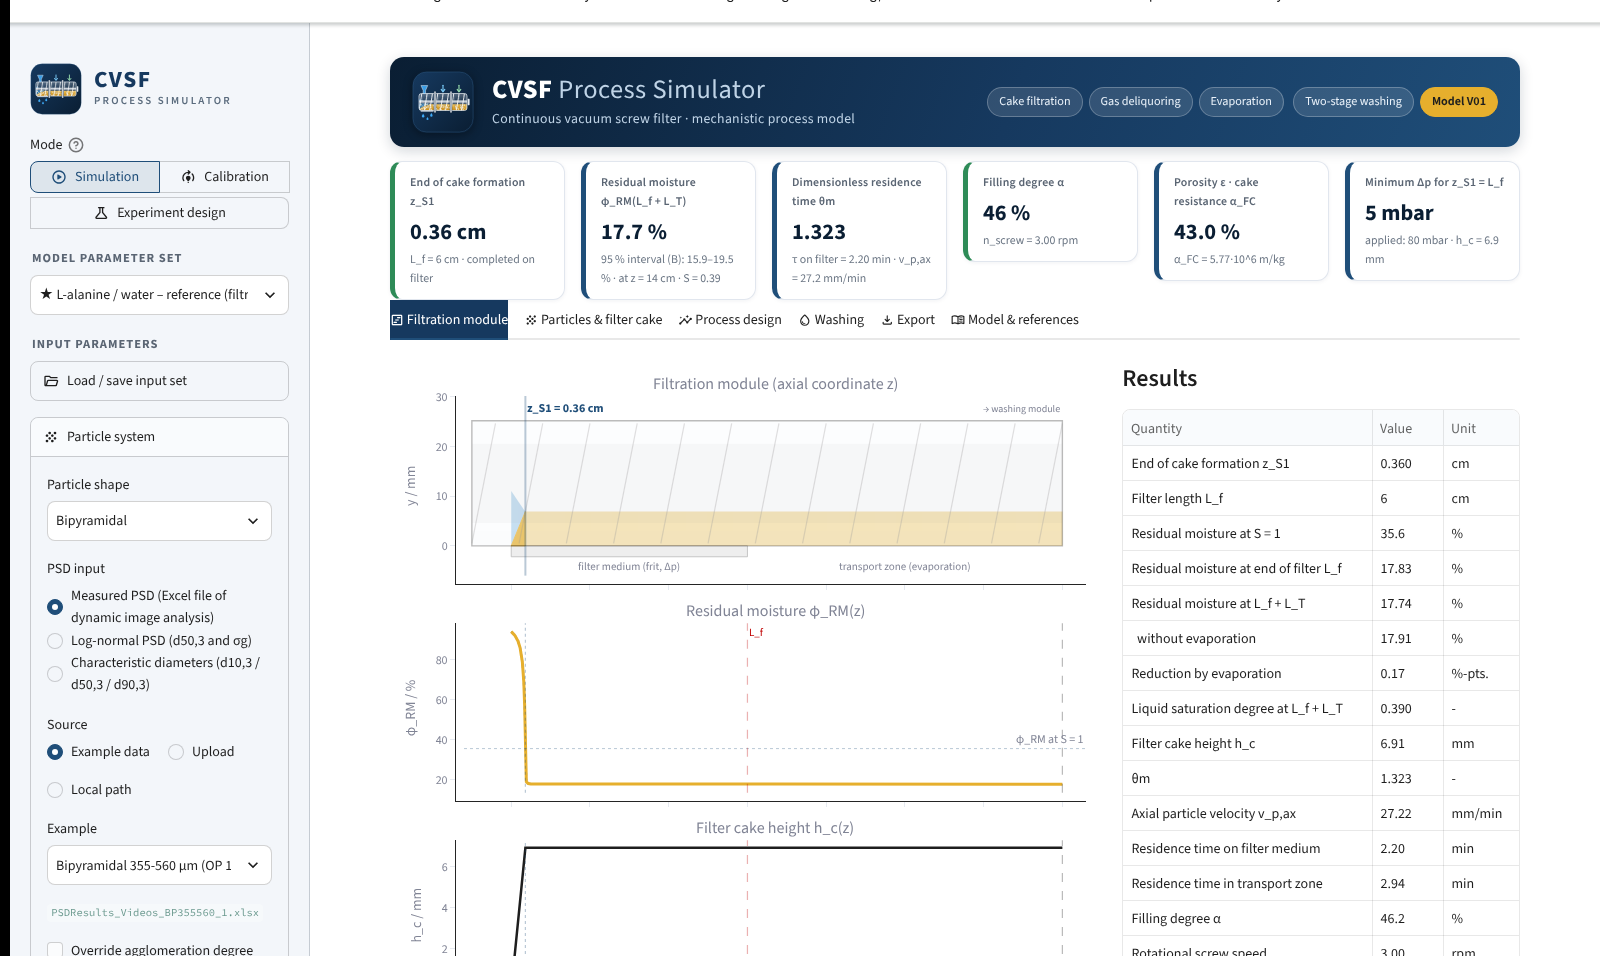 CVSF
PROCESS SIMULATOR
Mode
Simulation
Calibration
Experiment design
MODEL PARAMETER SET
★ L-alanine / water – reference (filtr
INPUT PARAMETERS
Load / save input set
Particle system
Particle shape
Bipyramidal
PSD input
Measured PSD (Excel file of
dynamic image analysis)
Log-normal PSD (d50,3 and σg)
Characteristic diameters (d10,3 /
d50,3 / d90,3)
Source
Example data
Upload
Local path
Example
Bipyramidal 355-560 µm (OP 1
PSDResults_Videos_BP355560_1.xlsx
Override agglomeration degree
CVSF Process Simulator
Continuous vacuum screw filter · mechanistic process model
Cake filtration
Gas deliquoring
Evaporation
Two-stage washing
Model V01
End of cake formation
z_S1
0.36 cm
L_f = 6 cm · completed on
filter
Residual moisture
ϕ_RM(L_f + L_T)
17.7 %
95 % interval (B): 15.9–19.5
% · at z = 14 cm · S = 0.39
Dimensionless residence
time θm
1.323
τ on filter = 2.20 min · v_p,ax
= 27.2 mm/min
Filling degree α
46 %
n_screw = 3.00 rpm
Porosity ε · cake
resistance α_FC
43.0 %
α_FC = 5.77·10^6 m/kg
Minimum Δp for z_S1 = L_f
5 mbar
applied: 80 mbar · h_c = 6.9
mm
Filtration module
Particles & filter cake
Process design
Washing
Export
Model & references
Filtration module (axial coordinate z)
z_S1 = 0.36 cm
→ washing module
30
20
10
0
y / mm
filter medium (frit, Δp)
transport zone (evaporation)
Residual moisture ϕ_RM(z)
L_f
80
60
40
20
ϕ_RM / %
ϕ_RM at S = 1
Filter cake height h_c(z)
6
4
2
h_c / mm
Results
Quantity Value Unit
End of cake formation z_S1 0.360 cm
Filter length L_f 6 cm
Residual moisture at S = 1 35.6 %
Residual moisture at end of filter L_f 17.83 %
Residual moisture at L_f + L_T 17.74 %
without evaporation 17.91 %
Reduction by evaporation 0.17 %-pts.
Liquid saturation degree at L_f + L_T 0.390 -
Filter cake height h_c 6.91 mm
θm 1.323 -
Axial particle velocity v_p,ax 27.22 mm/min
Residence time on filter medium 2.20 min
Residence time in transport zone 2.94 min
Filling degree α 46.2 %
Rotational screw speed 3.00 rpm